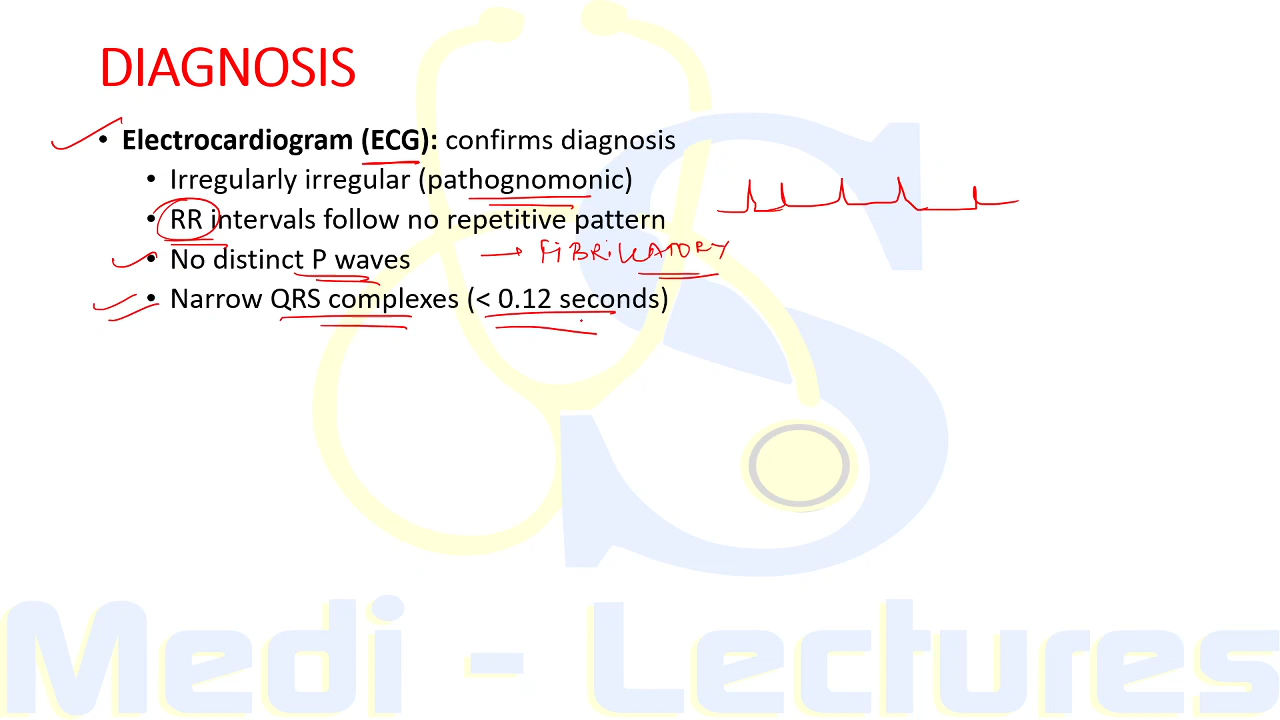 DIAGNOSIS
• Electrocardiogram (ECG): confirms diagnosis
• Irregularly irregular (pathognomonic)
• RR intervals follow no repetitive pattern
• No distinct P waves → FiBRiLLATORY
• Narrow QRS complexes (< 0.12 seconds)
Medi - Lectures